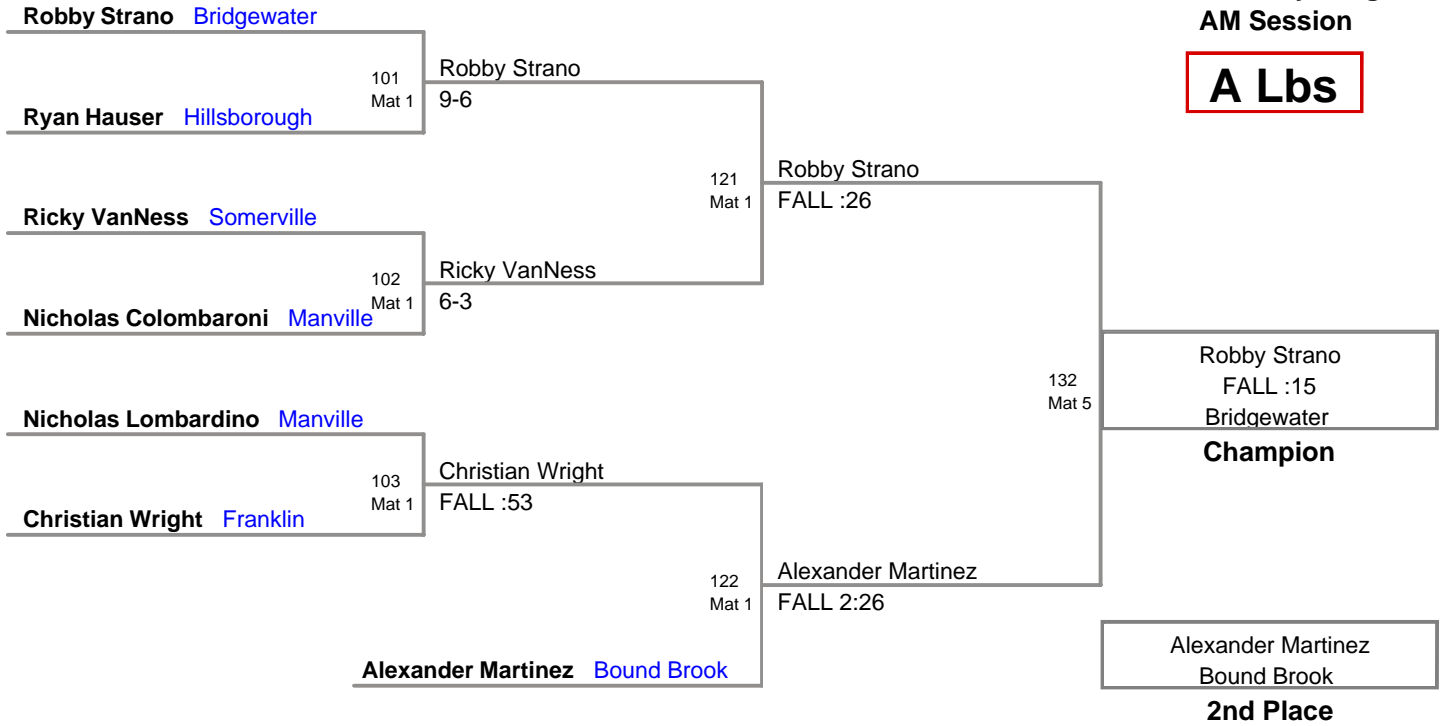 Robby Strano Bridgewater
AM Session
A Lbs
101
Mat 1
Robby Strano
9-6
Ryan Hauser Hillsborough
121
Mat 1
Robby Strano
FALL :26
Ricky VanNess Somerville
102
Mat 1
Ricky VanNess
6-3
Nicholas Colombaroni Manville
132
Mat 5
Robby Strano
FALL :15
Bridgewater
Champion
Nicholas Lombardino Manville
103
Mat 1
Christian Wright
FALL :53
Christian Wright Franklin
122
Mat 1
Alexander Martinez
FALL 2:26
Alexander Martinez Bound Brook
Alexander Martinez
Bound Brook
2nd Place